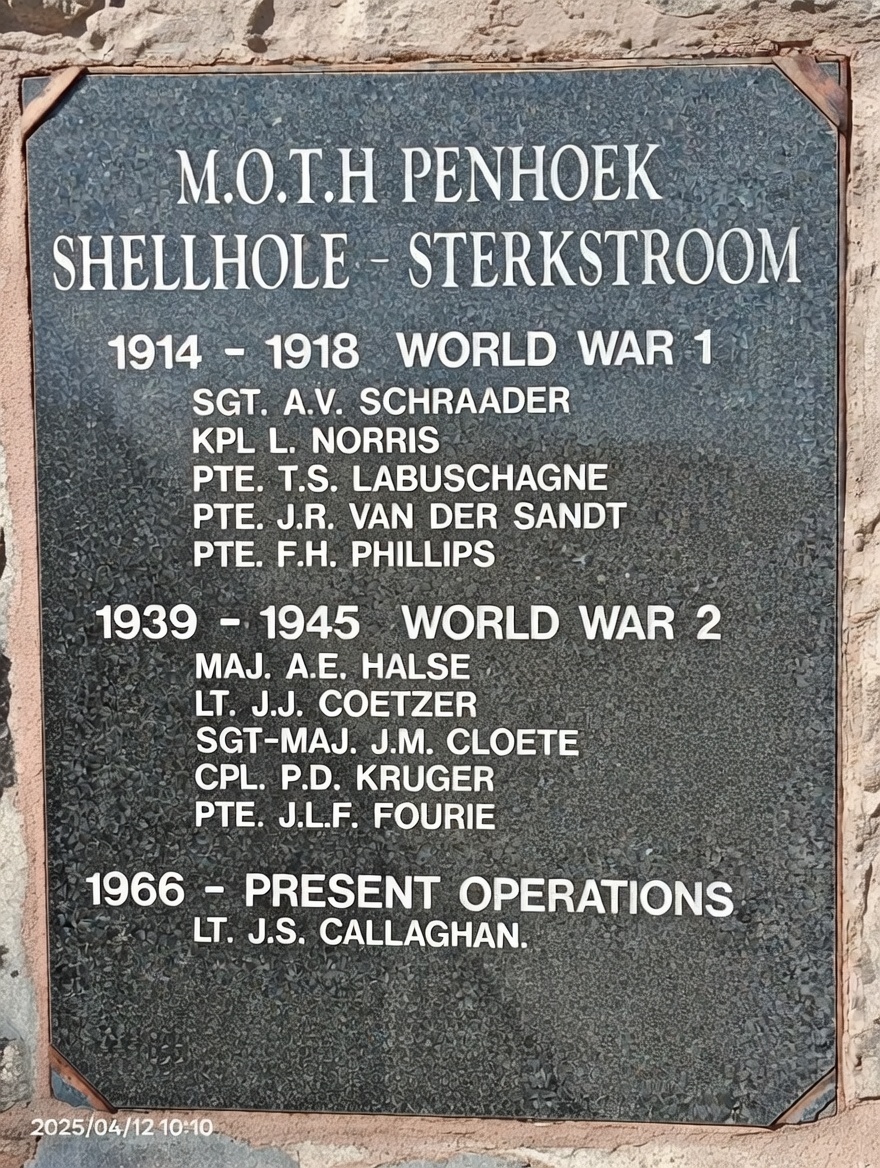 M.O.T.H PENHOEK
SHELLHOLE - STERKSTROOM
1914 - 1918 WORLD WAR 1
SGT. A.V. SCHRAADER
KPL L. NORRIS
PTE. T.S. LABUSCHAGNE
PTE. J.R. VAN DER SANDT
PTE. F.H. PHILLIPS
1939 - 1945 WORLD WAR 2
MAJ. A.E. HALSE
LT. J.J. COETZER
SGT-MAJ. J.M. CLOETE
CPL. P.D. KRUGER
PTE. J.L.F. FOURIE
1966 - PRESENT OPERATIONS
LT. J.S. CALLAGHAN.
2025/04/12 10:10